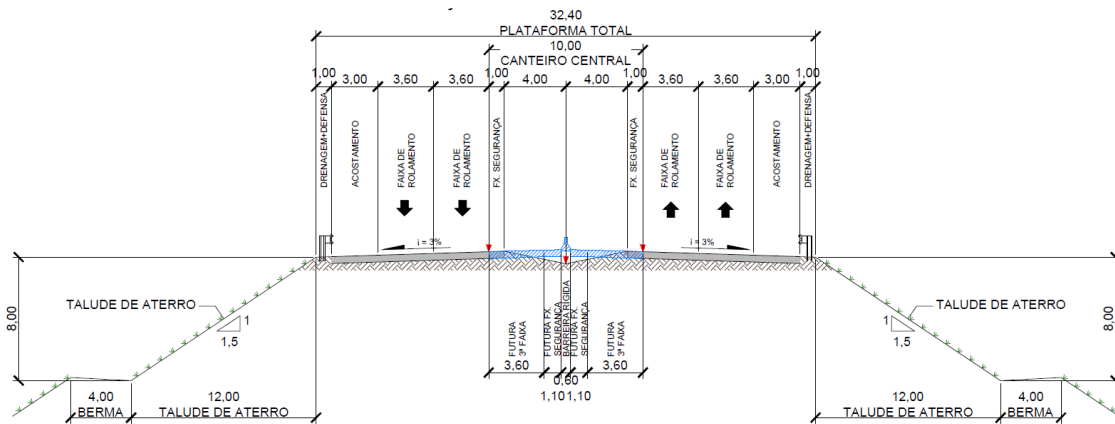 32,40
PLATAFORMA TOTAL
10,00
CANTEIRO CENTRAL
1,00 3,00 3,60 3,60 1,00 4,00 4,00 1,00 3,60 3,60 3,00 1,00
DRENAGEM+DEFENSA
ACOSTAMENTO
FAIXA DE
ROLAMENTO
FAIXA DE
ROLAMENTO
FX. SEGURANÇA
FX. SEGURANÇA
FAIXA DE
ROLAMENTO
FAIXA DE
ROLAMENTO
ACOSTAMENTO
DRENAGEM+DEFENSA
i = 3%
i = 3%
8,00
TALUDE DE ATERRO
1
1,5
TALUDE DE ATERRO
1
1,5
8,00
FUTURA
3ª FAIXA
FUTURA FX.
SEGURANÇA
BARREIRA RÍGIDA
FUTURA FX.
SEGURANÇA
FUTURA
3ª FAIXA
3,60 0,60 3,60
1,10 1,10
4,00 12,00 12,00 4,00
BERMA TALUDE DE ATERRO TALUDE DE ATERRO BERMA